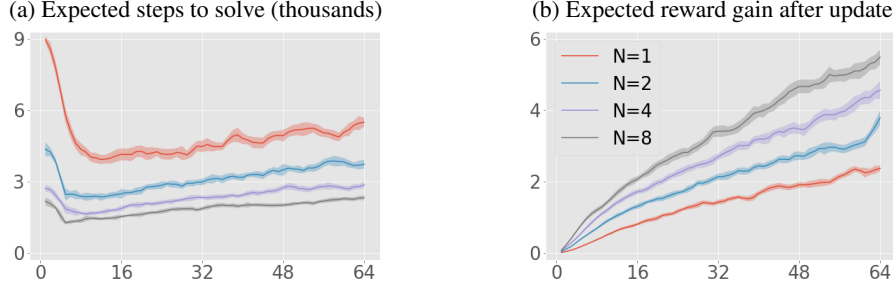 (a) Expected steps to solve (thousands)
9
6
3
0
0 16 32 48 64
(b) Expected reward gain after update
6
4
2
0
N=1
N=2
N=4
N=8
0 16 32 48 64